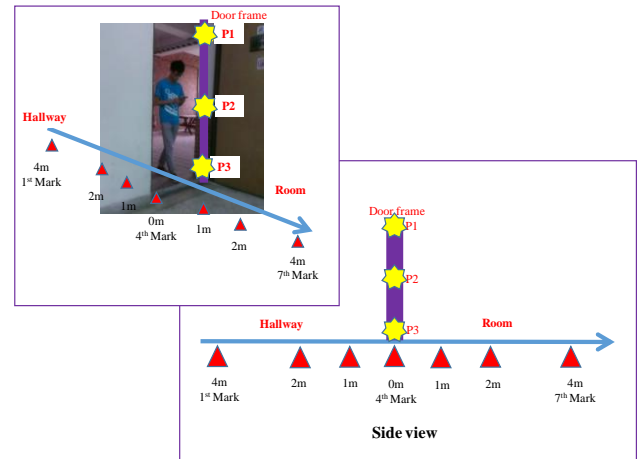 Door frame
P1
P2
Hallway
P3
Room
4m
1st Mark
2m
1m
0m
4th Mark
1m
2m
4m
7th Mark
Door frame
P1
P2
P3
Hallway
Room
4m
1st Mark
2m
1m
0m
4th Mark
1m
2m
4m
7th Mark
Side view